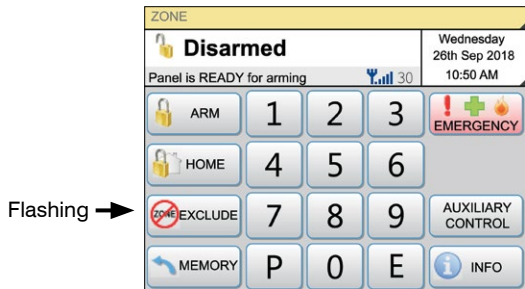 ZONE
Disarmed
Wednesday
26th Sep 2018
Panel is READY for arming
30
10:50 AM
ARM
1
2
3
EMERGENCY
HOME
4
5
6
Flashing
ZONE
EXCLUDE
7
8
9
AUXILIARY
CONTROL
MEMORY
P
0
E
INFO